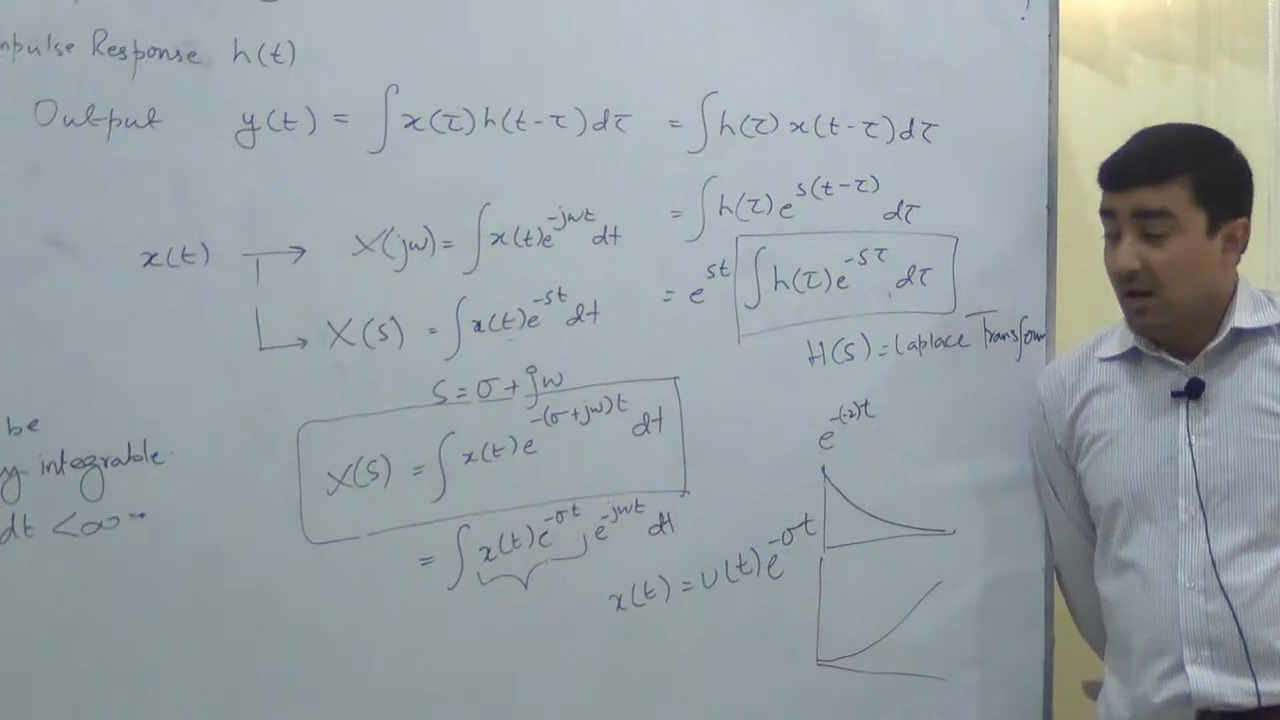 mpulse Response h(t)
Output y(t) = ∫x(τ)h(t-τ)dτ = ∫h(τ)x(t-τ)dτ
= ∫h(τ)e^{s(t-τ)}dτ
x(t) → X(jω) = ∫x(t)e^{-jωt}dt
= e^{st} ∫h(τ)e^{-sτ}dτ
↳ X(s) = ∫x(t)e^{-st}dt
H(s) = Laplace Transform
s = σ + jω
X(s) = ∫x(t)e^{-(σ+jω)t}dt
be
y integrable.
dt < ∞
= ∫x(t)e^{-σt}e^{-jωt}dt
e^{-(-2)t}
x(t) = u(t)e^{-σt}